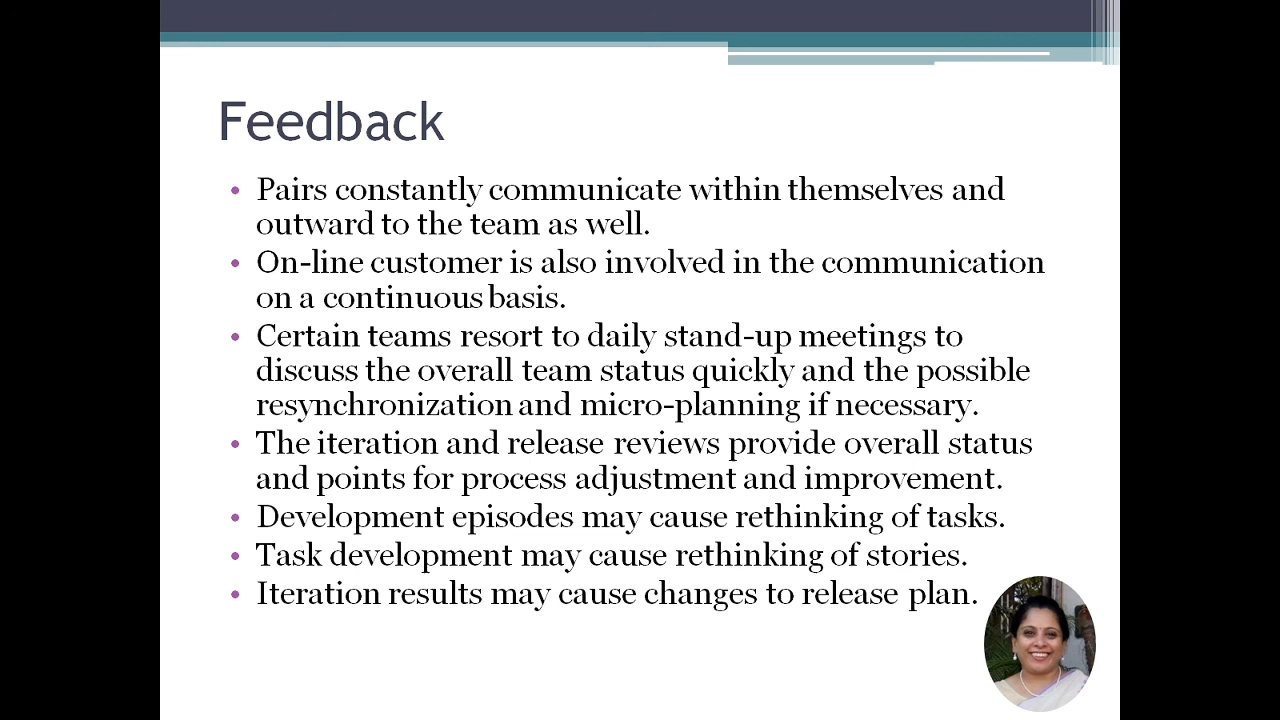 Feedback
• Pairs constantly communicate within themselves and
outward to the team as well.
• On-line customer is also involved in the communication
on a continuous basis.
• Certain teams resort to daily stand-up meetings to
discuss the overall team status quickly and the possible
resynchronization and micro-planning if necessary.
• The iteration and release reviews provide overall status
and points for process adjustment and improvement.
• Development episodes may cause rethinking of tasks.
• Task development may cause rethinking of stories.
• Iteration results may cause changes to release plan.